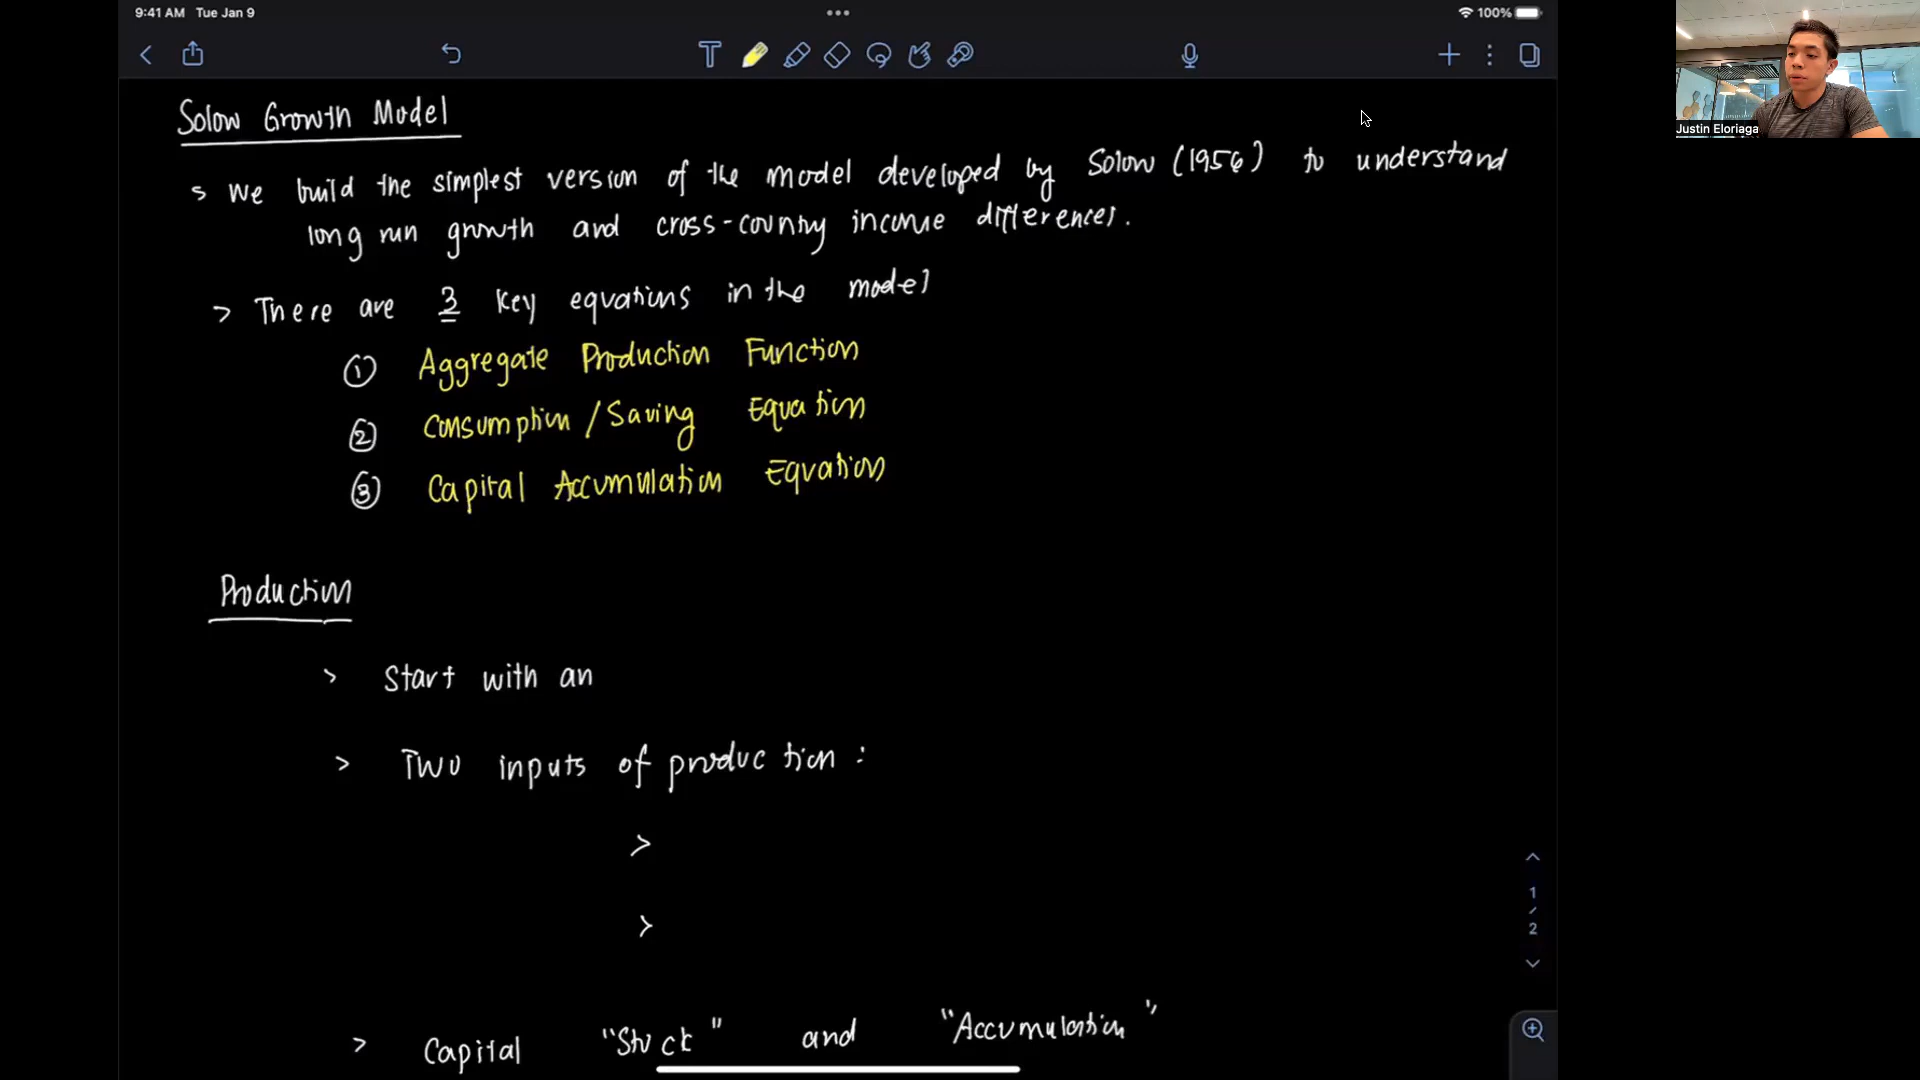 9:41 AM Tue Jan 9
100%
Justin Eloriaga
Solow Growth Model
> We build the simplest version of the model developed by Solow (1956) to understand
long run growth and cross-country income differences.
> There are 3 key equations in the model
① Aggregate Production Function
② Consumption / Saving Equation
③ Capital Accumulation Equation
Production
> Start with an
> Two inputs of production :
>
>
> Capital "Stock" and "Accumulation"
1
/
2